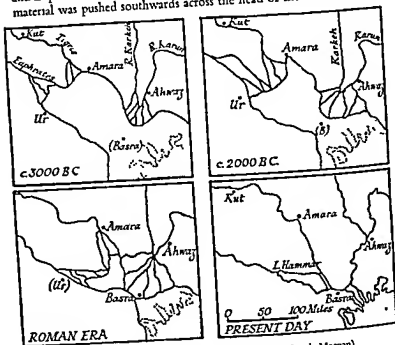 material was pushed southwards across the head of the
Kut
Tigris
Amara
R. Karkeh
R. Karun
Euphrates
Ahwaz
Ur
(Basra)
c.3000 BC
Kut
Amara
Karkeh
Karun
Ahwaz
Ur
(B)
c.2000 BC.
Amara
Ahwaz
(Ur)
Basra
ROMAN ERA
Kut
Amara
Ahwaz
L. Hammar
Basra
0 50 100 Miles
PRESENT DAY